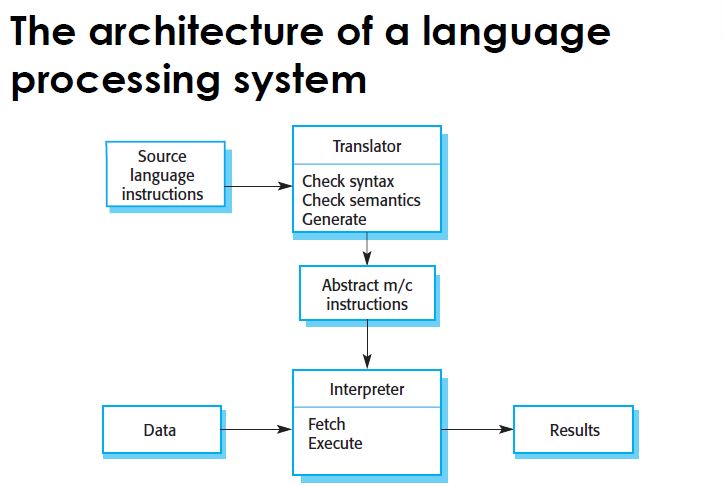 The architecture of a language
processing system
Source
language
instructions
Translator
Check syntax
Check semantics
Generate
Abstract m/c
instructions
Interpreter
Fetch
Execute
Data
Results